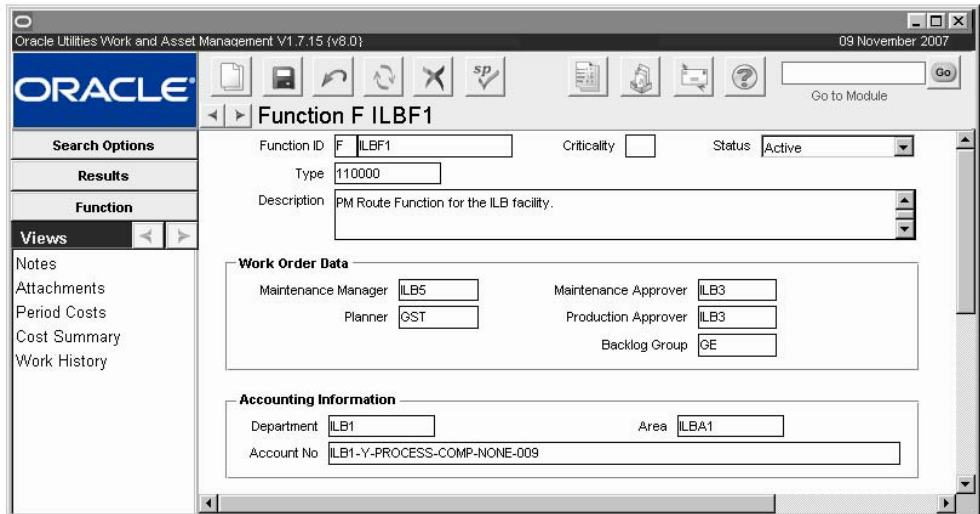 Oracle Utilities Work and Asset Management V1.7.15 {v8.0} 09 November 2007
ORACLE®
sp
Go
Go to Module
Function F ILBF1
Search Options
Results
Function
Views
Notes
Attachments
Period Costs
Cost Summary
Work History
Function ID F ILBF1 Criticality Status Active
Type 110000
Description PM Route Function for the ILB facility.
Work Order Data
Maintenance Manager ILB5 Maintenance Approver ILB3
Planner GST Production Approver ILB3
Backlog Group GE
Accounting Information
Department ILB1 Area ILBA1
Account No ILB1-Y-PROCESS-COMP-NONE-009